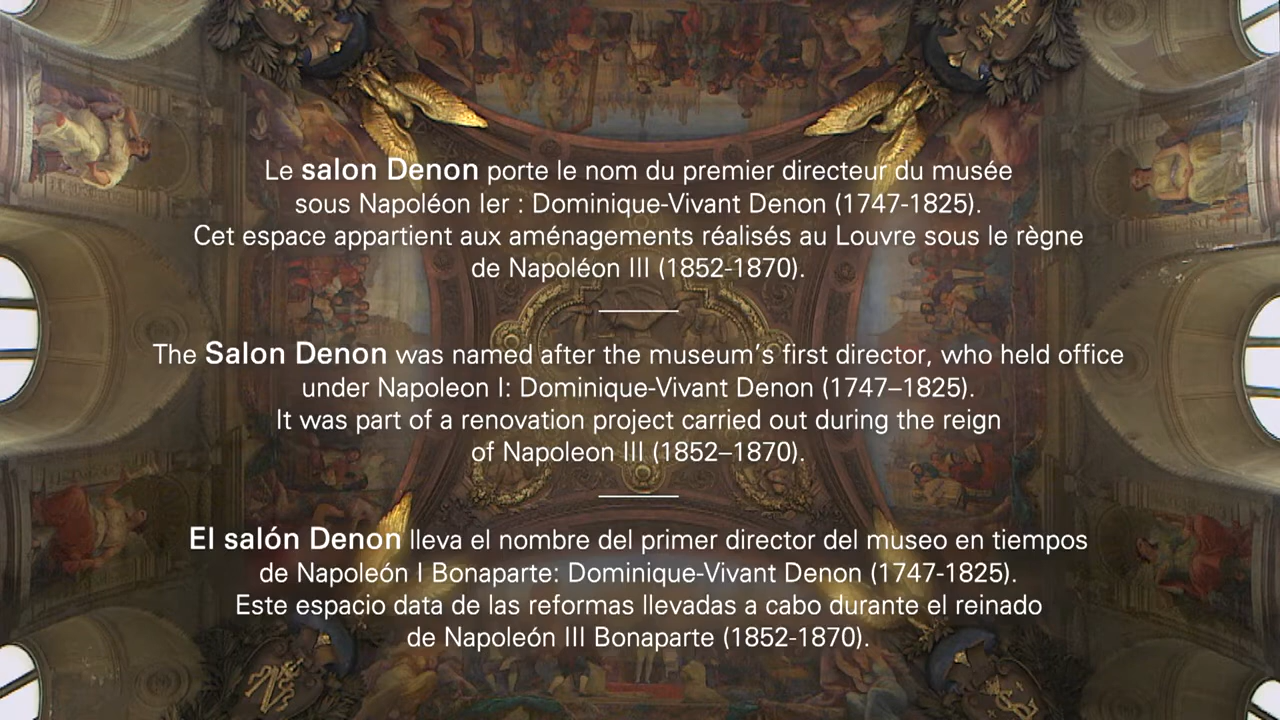 Le salon Denon porte le nom du premier directeur du musée
sous Napoléon Ier : Dominique-Vivant Denon (1747-1825).
Cet espace appartient aux aménagements réalisés au Louvre sous le règne
de Napoléon III (1852-1870).
The Salon Denon was named after the museum’s first director, who held office
under Napoleon I: Dominique-Vivant Denon (1747–1825).
It was part of a renovation project carried out during the reign
of Napoleon III (1852–1870).
El salón Denon lleva el nombre del primer director del museo en tiempos
de Napoleón I Bonaparte: Dominique-Vivant Denon (1747-1825).
Este espacio data de las reformas llevadas a cabo durante el reinado
de Napoleón III Bonaparte (1852-1870).